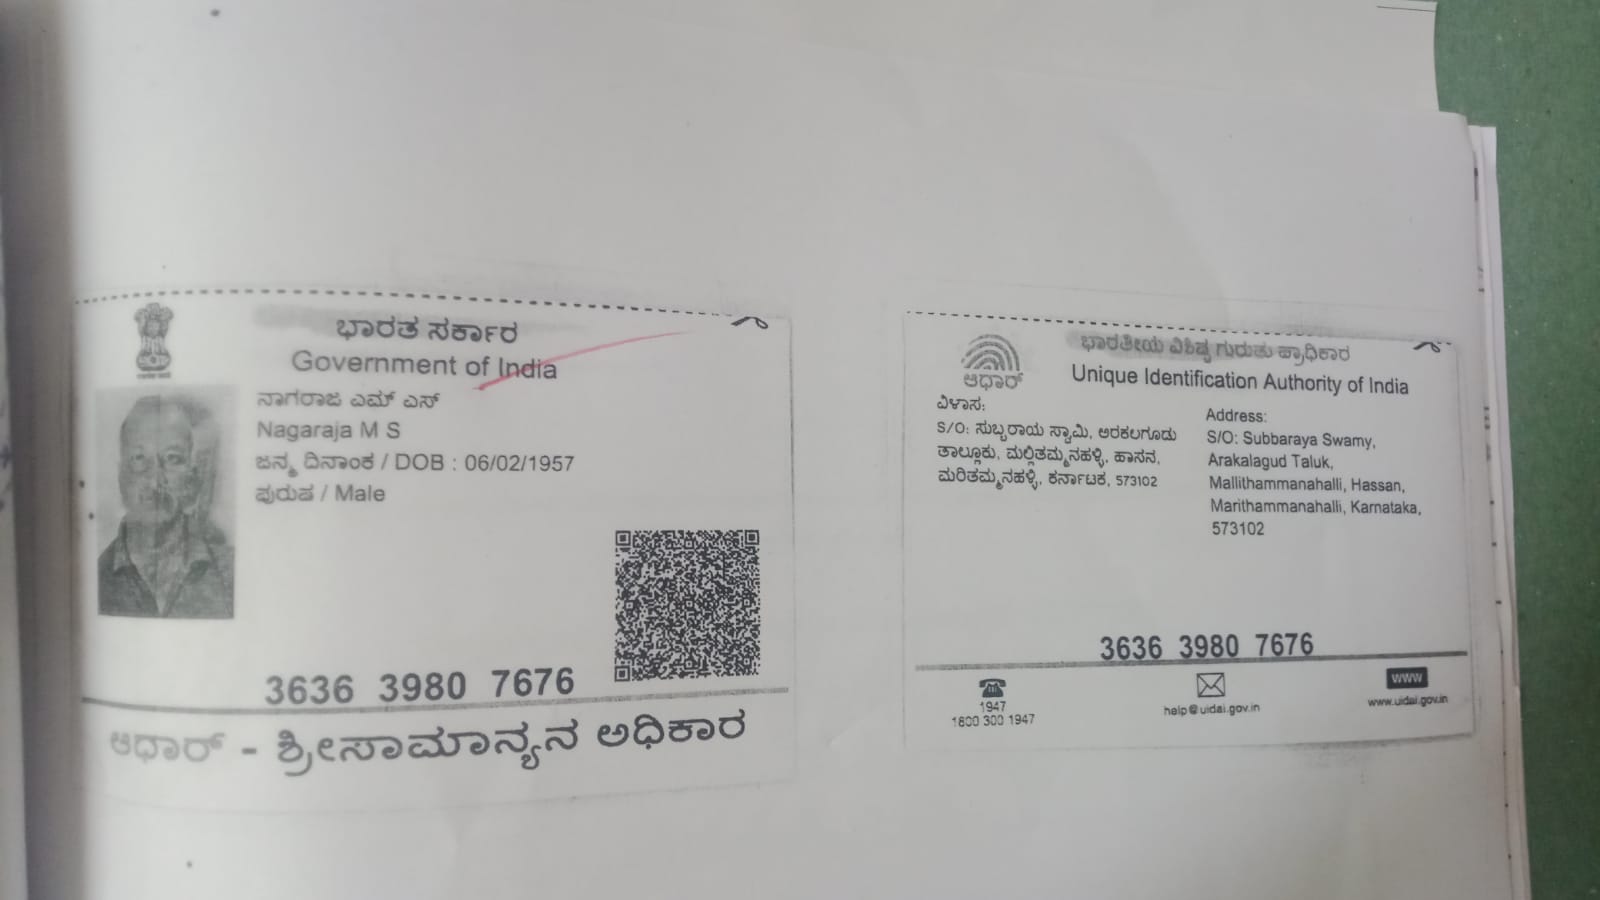 ಭಾರತ ಸರ್ಕಾರ
Government of India
ನಾಗರಾಜ ಎಮ್ ಎಸ್
Nagaraja M S
ಜನ್ಮ ದಿನಾಂಕ / DOB : 06/02/1957
ಪುರುಷ / Male
3636 3980 7676
ಆಧಾರ್ - ಶ್ರೀಸಾಮಾನ್ಯನ ಅಧಿಕಾರ
ಆಧಾರ್
ಭಾರತೀಯ ವಿಶಿಷ್ಟ ಗುರುತು ಪ್ರಾಧಿಕಾರ
Unique Identification Authority of India
ವಿಳಾಸ:
S/O: ಸುಬ್ಬರಾಯ ಸ್ವಾಮಿ, ಅರಕಲಗೂಡು
ತಾಲ್ಲೂಕು, ಮಲ್ಲಿತಮ್ಮನಹಳ್ಳಿ, ಹಾಸನ,
ಮರಿತಮ್ಮನಹಳ್ಳಿ, ಕರ್ನಾಟಕ, 573102
Address:
S/O: Subbaraya Swamy,
Arakalagud Taluk,
Mallithammanahalli, Hassan,
Marithammanahalli, Karnataka,
573102
3636 3980 7676
1947
1800 300 1947
help@uidai.gov.in
WWW
www.uidai.gov.in